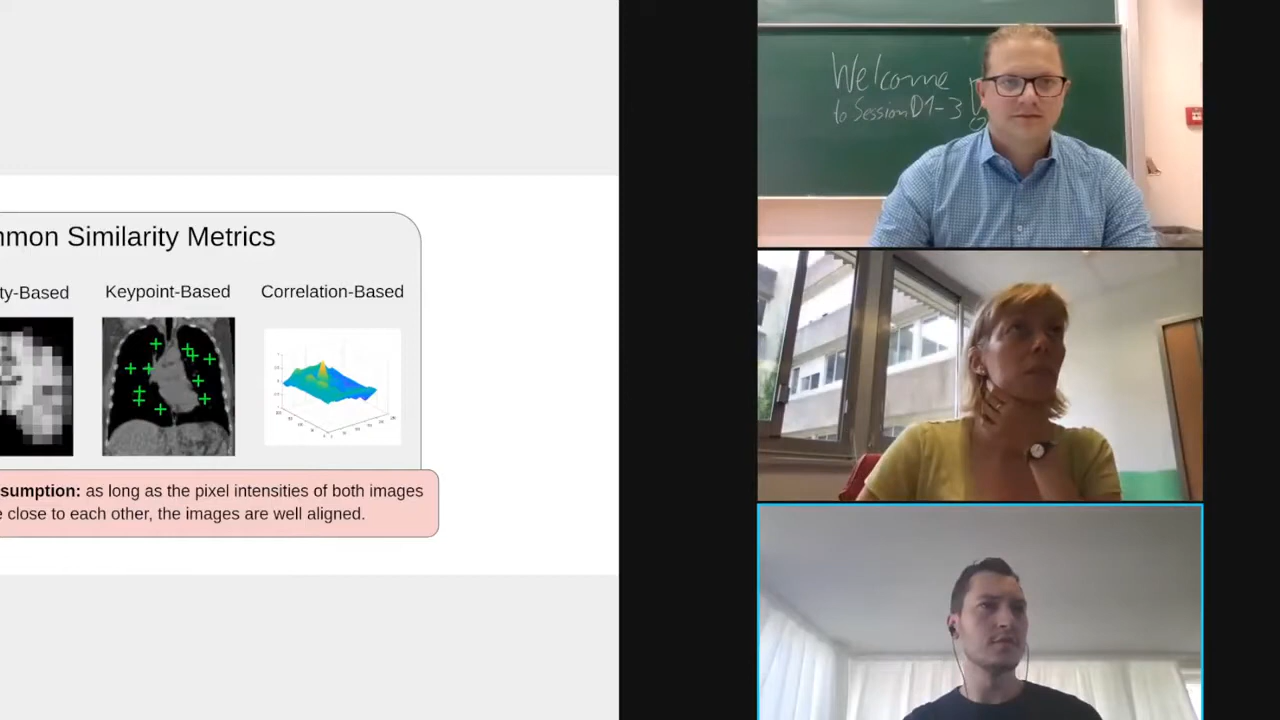 mmon Similarity Metrics
ty-Based Keypoint-Based Correlation-Based
sumption: as long as the pixel intensities of both images
e close to each other, the images are well aligned.
Welcome
to Session D1-3